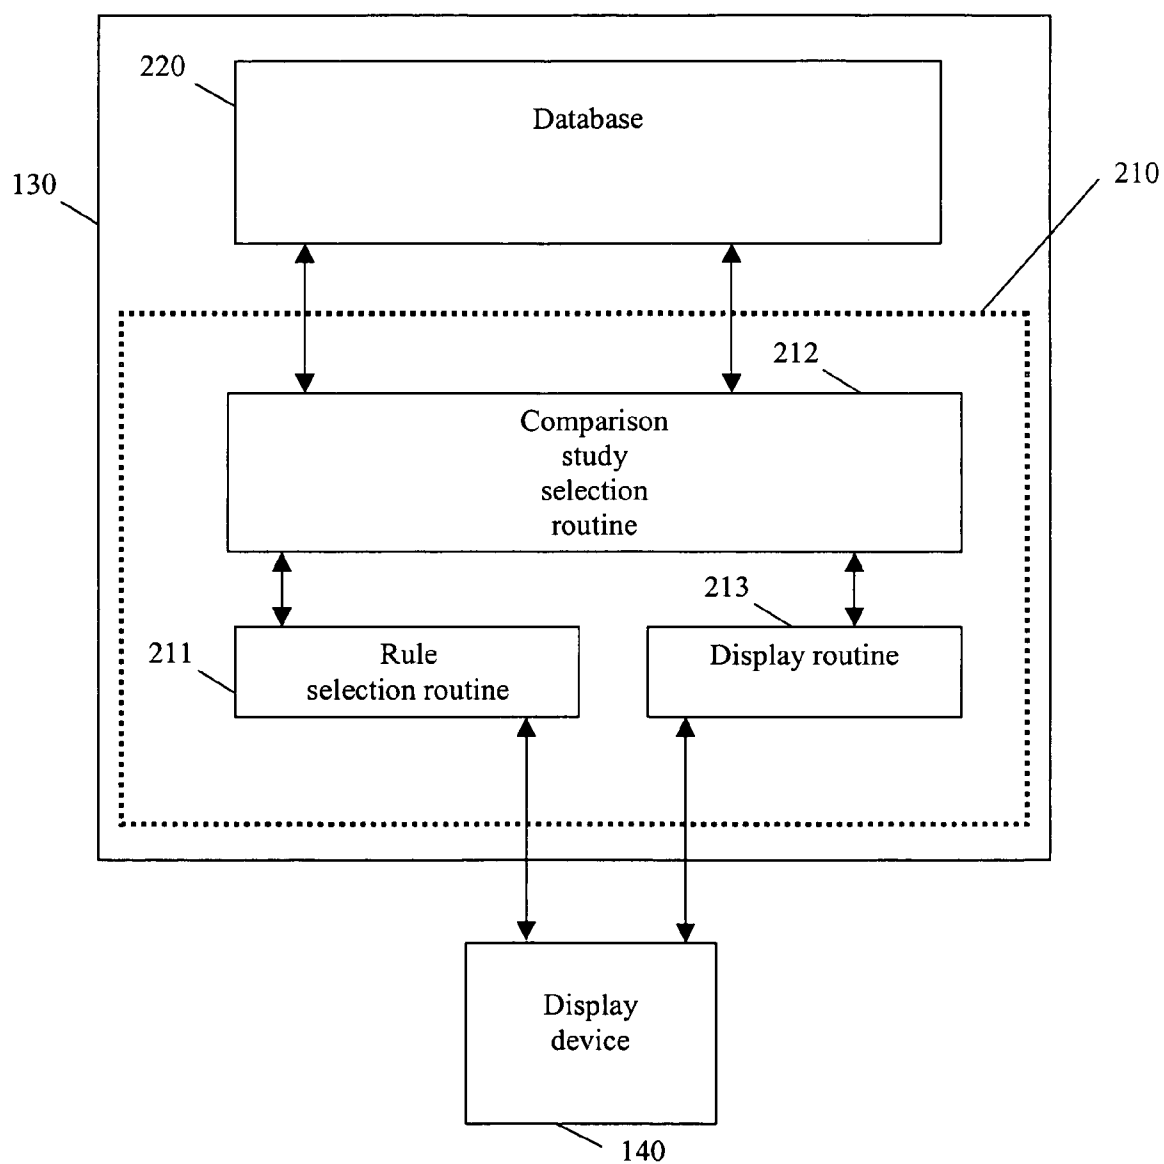 220
Database
130
210
212
Comparison
study
selection
routine
213
211
Rule
selection routine
Display routine
Display
device
140